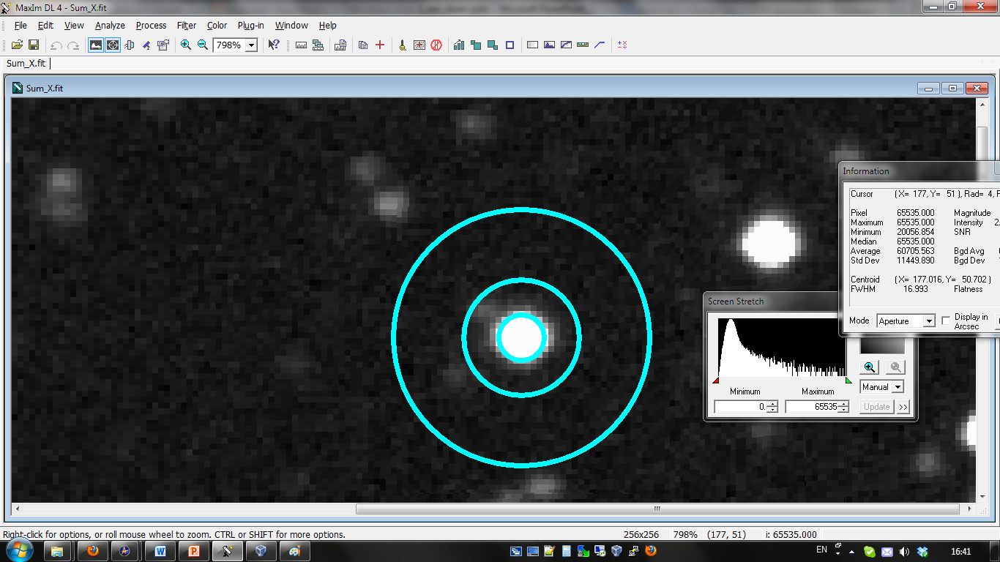 MaxIm DL 4 - Sum_X.fit
File Edit View Analyze Process Filter Color Plug-in Window Help
798%
Sum_X.fit
Sum_X.fit
Information
Cursor ( X= 177, Y= 51 ), Rad= 4, F
Pixel 65535.000 Magnitude
Maximum 65535.000 Intensity 2.
Minimum 20056.854 SNR
Median 65535.000
Average 60705.563 Bgd Avg
Std Dev 11449.890 Bgd Dev
Centroid ( X= 177.016, Y= 50.702 )
FWHM 16.993 Flatness
Mode Aperture Display in Arcsec
Screen Stretch
Minimum Maximum Manual
0. 65535 Update >>
Right-click for options, or roll mouse wheel to zoom. CTRL or SHIFT for more options. 256x256 798% (177, 51) i: 65535.000
EN 16:41